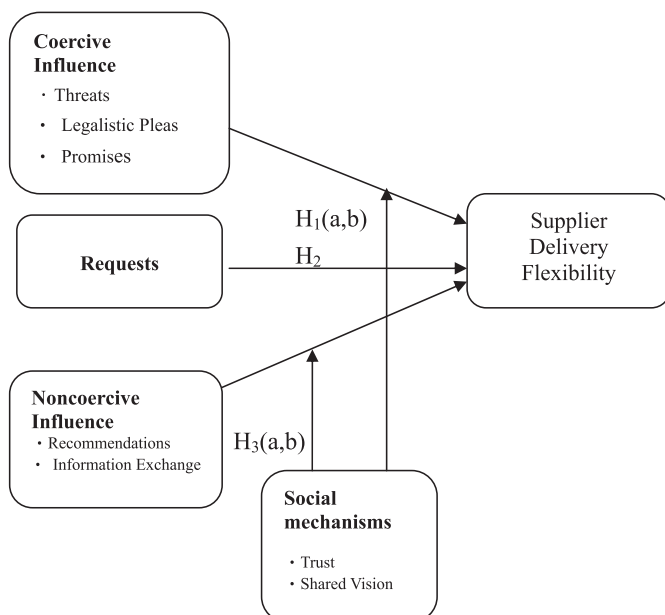 Coercive
Influence
· Threats
• Legalistic Pleas
• Promises
H₁(a,b)
Supplier
Delivery
Flexibility
Requests
H₂
Noncoercive
Influence
• Recommendations
• Information Exchange
H₃(a,b)
Social
mechanisms
• Trust
• Shared Vision